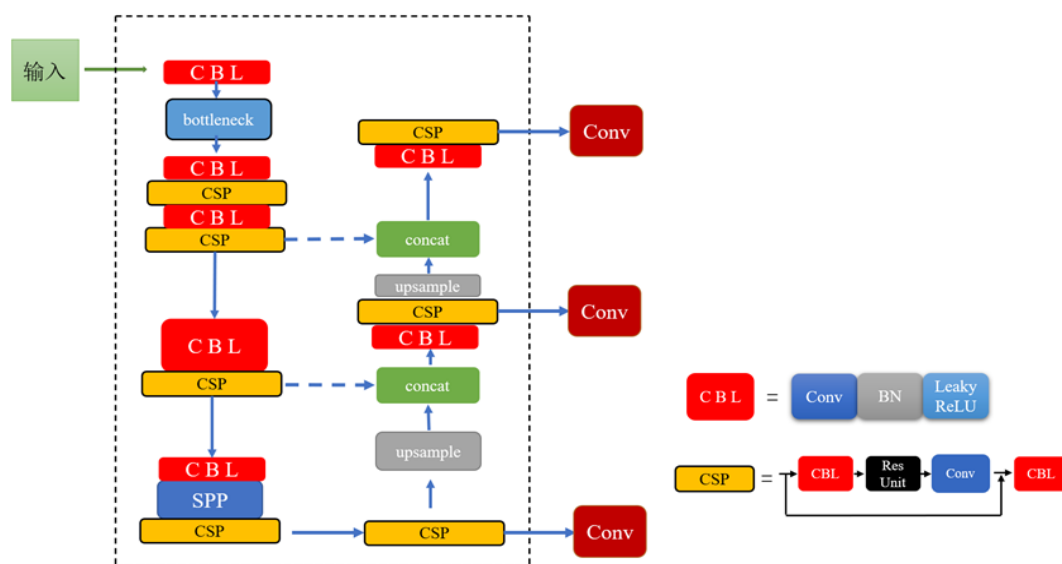 输入
C B L
bottleneck
C B L
CSP
C B L
CSP
C B L
CSP
C B L
SPP
CSP
CSP
C B L
concat
upsample
CSP
C B L
concat
upsample
CSP
Conv
Conv
Conv
C B L
=
Conv
BN
Leaky
ReLU
CSP
=
CBL
Res
Unit
Conv
CBL